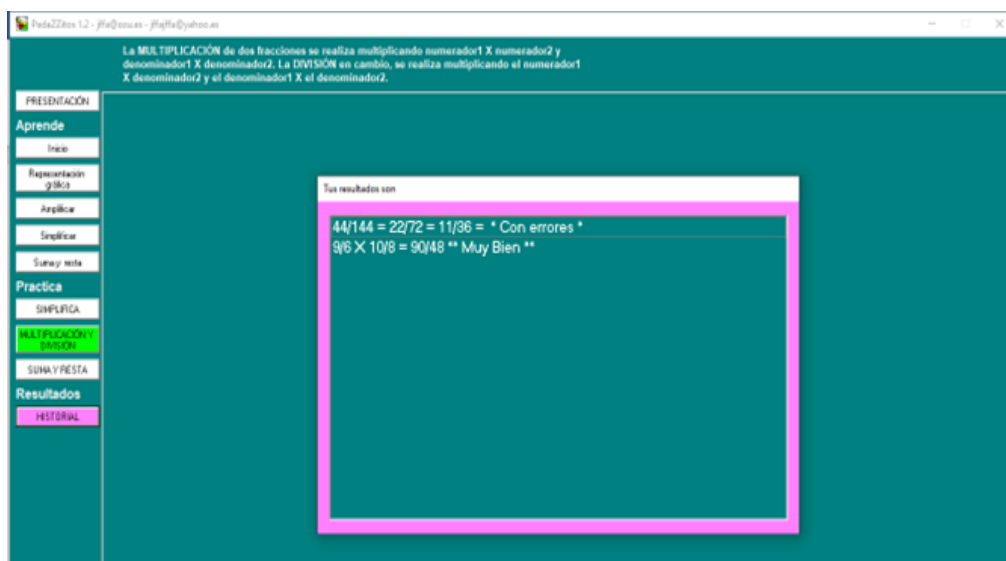 PedaZZitos 1.2 - jffa@ono.es - jffajffa@yahoo.es
La MULTIPLICACIÓN de dos fracciones se realiza multiplicando numerador1 X numerador2 y
denominador1 X denominador2. La DIVISIÓN en cambio, se realiza multiplicando el numerador1
X denominador2 y el denominador1 X el denominador2.
PRESENTACIÓN
Aprende
Inicio
Representación
gráfica
Amplificar
Simplificar
Suma y resta
Practica
SIMPLIFICA
MULTIPLICACIÓN Y
DIVISIÓN
SUMA Y RESTA
Resultados
HISTORIAL
Tus resultados son
44/144 = 22/72 = 11/36 = * Con errores *
9/6 X 10/8 = 90/48 ** Muy Bien **